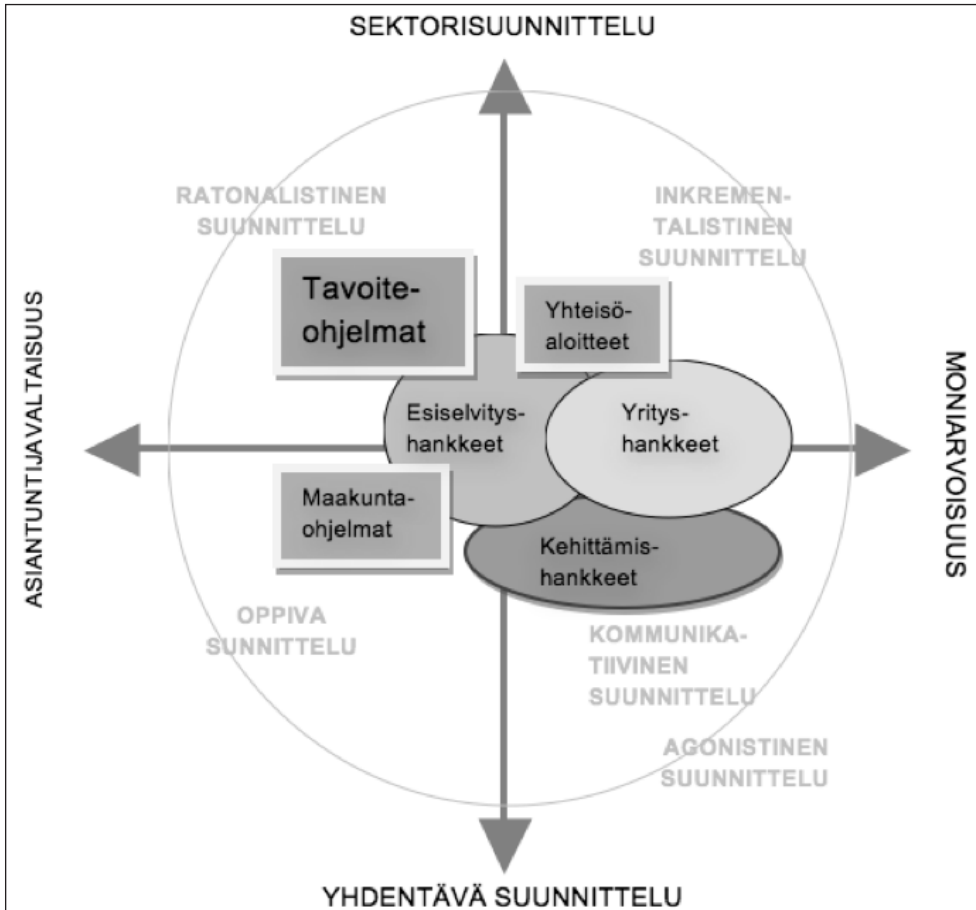 SEKTORISUUNNITTELU
RATONALISTINEN
SUUNNITTELU
INKREMEN-
TALISTINEN
SUUNNITTELU
Tavoite-
ohjelmat
Yhteisö-
aloitteet
ASIANTUNTIJAVALTAISUUS
MONIARVOISUUS
Esiselvitys-
hankkeet
Yritys-
hankkeet
Maakunta-
ohjelmat
Kehittämis-
hankkeet
OPPIVA
SUNNITTELU
KOMMUNIKA-
TIIVINEN
SUUNNITTELU
AGONISTINEN
SUUNNITTELU
YHDENTÄVÄ SUUNNITTELU